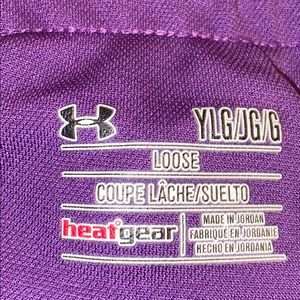 YLG/JG/G
LOOSE
COUPE LÂCHE/SUELTO
heatgear
MADE IN JORDAN
FABRIQUÉ EN JORDANIE
HECHO EN JORDANIA